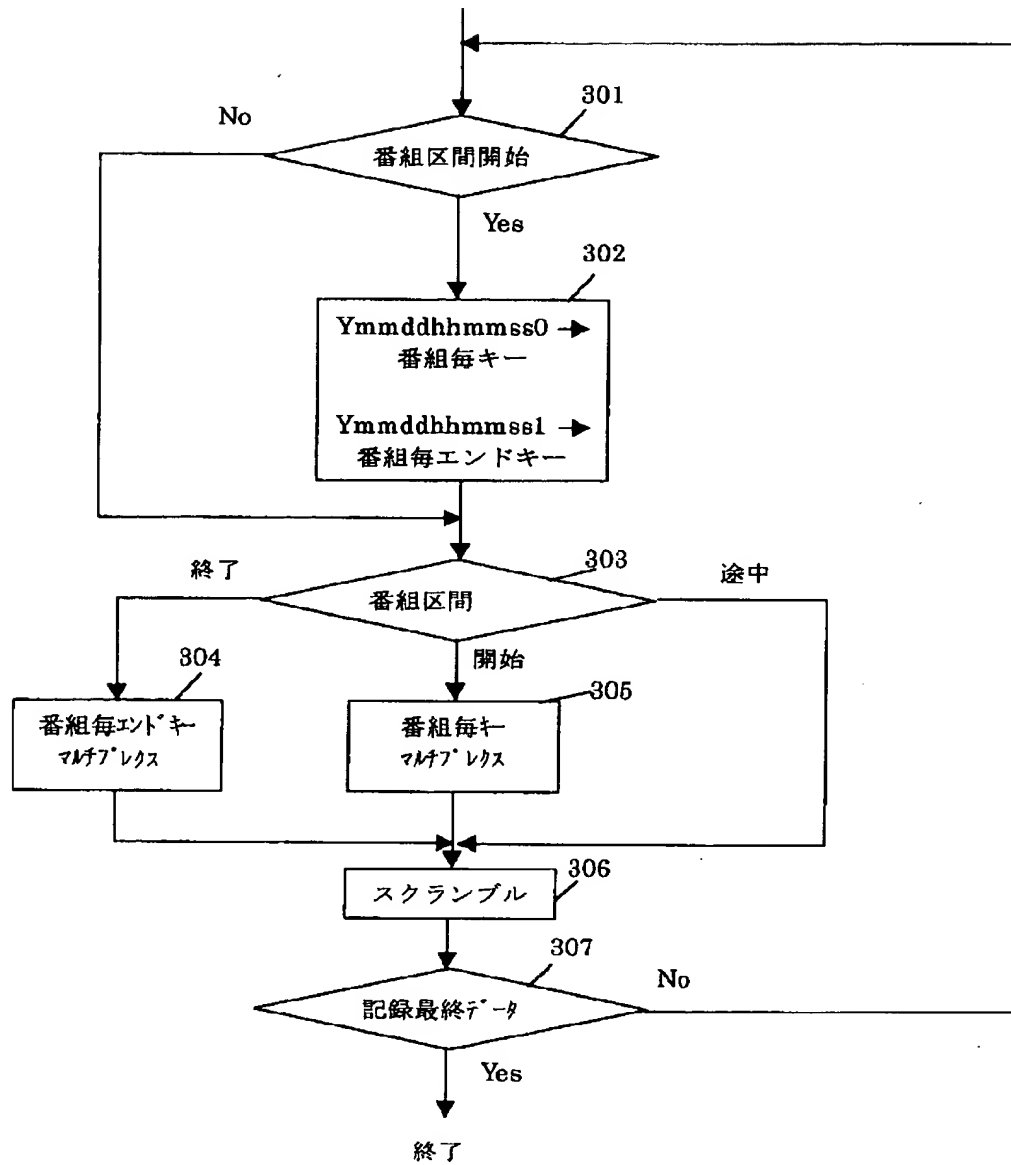 301
No
番組区間開始
Yes
302
Ymmddhhmmss0 →
番組毎キー
Ymmddhhmmss1 →
番組毎エンドキー
303
終了
途中
番組区間
304
開始
305
番組毎エンドキー
マルチプレクス
番組毎キー
マルチプレクス
306
スクランブル
307
No
記録最終データ
Yes
終了